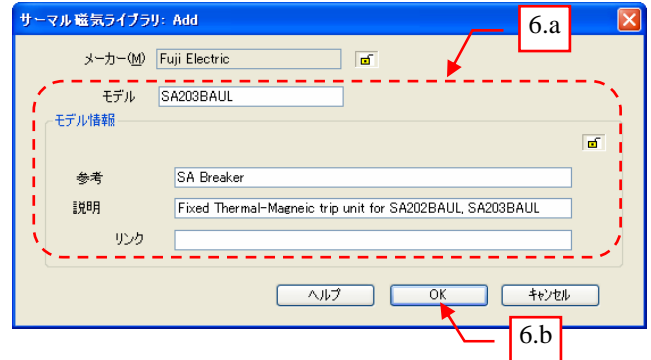 サーマル磁気ライブラリ: Add
6.a
メーカー(M) Fuji Electric
モデル SA203BAUL
モデル情報
参考 SA Breaker
説明 Fixed Thermal-Magneic trip unit for SA202BAUL, SA203BAUL
リンク
ヘルプ OK キャンセル
6.b